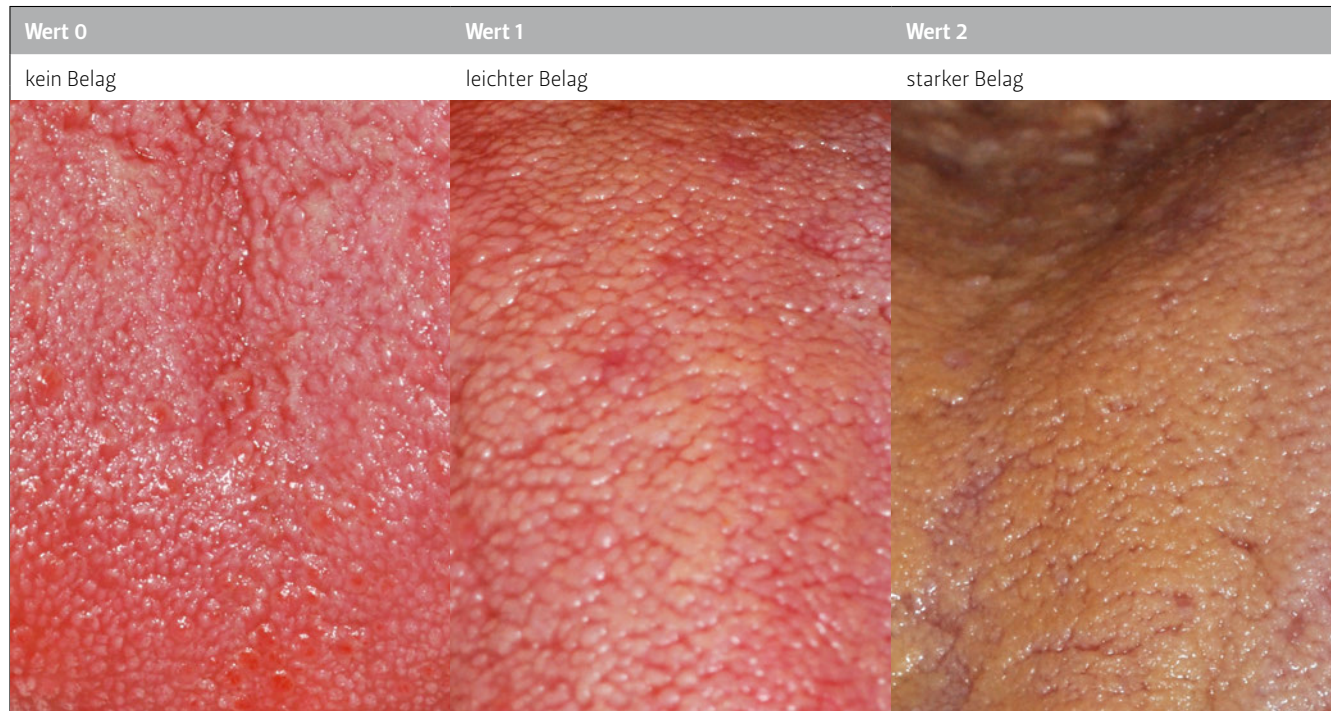 Wert 0
Wert 1
Wert 2
kein Belag
leichter Belag
starker Belag